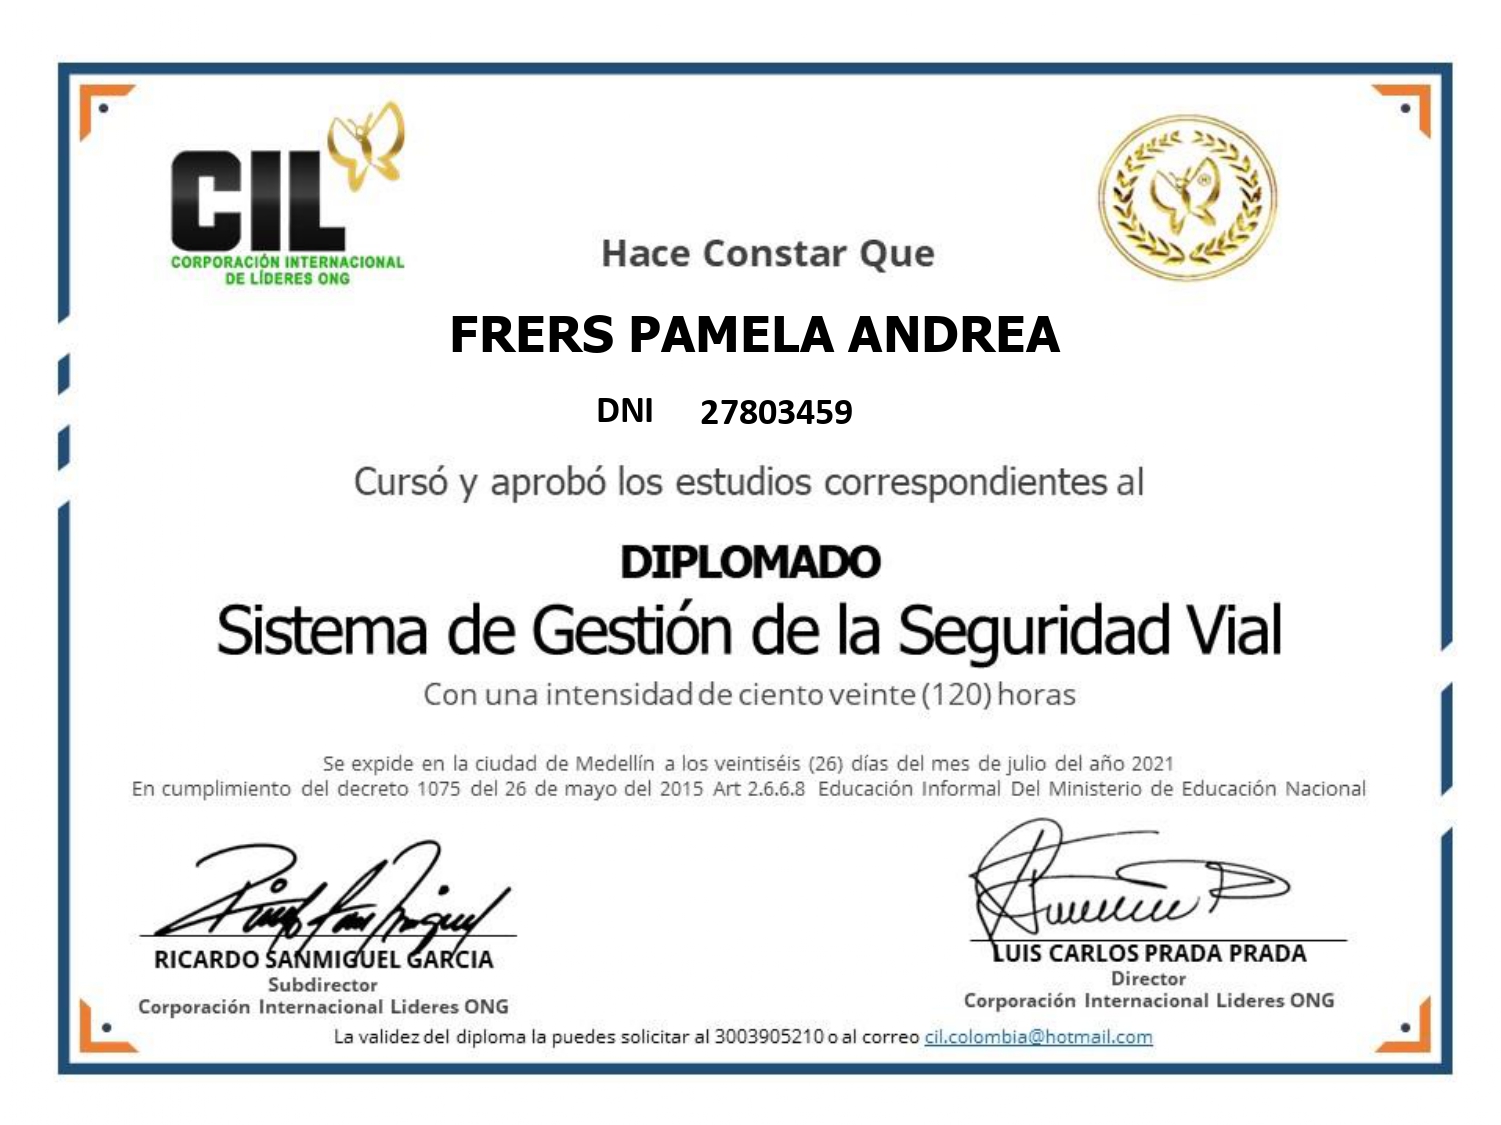 CIL
CORPORACIÓN INTERNACIONAL
DE LÍDERES ONG
Hace Constar Que
FRERS PAMELA ANDREA
DNI 27803459
Cursó y aprobó los estudios correspondientes al
DIPLOMADO
Sistema de Gestión de la Seguridad Vial
Con una intensidad de ciento veinte (120) horas
Se expide en la ciudad de Medellín a los veintiséis (26) días del mes de julio del año 2021
En cumplimiento del decreto 1075 del 26 de mayo del 2015 Art 2.6.6.8 Educación Informal Del Ministerio de Educación Nacional
RICARDO SANMIGUEL GARCIA
Subdirector
Corporación Internacional Lideres ONG
LUIS CARLOS PRADA PRADA
Director
Corporación Internacional Lideres ONG
La validez del diploma la puedes solicitar al 3003905210 o al correo cil.colombia@hotmail.com